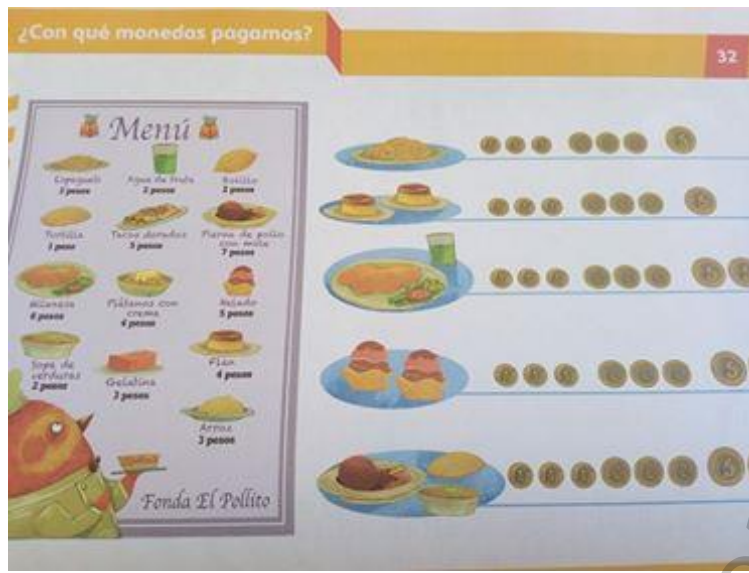 ¿Con qué monedas pagamos?
32
Menú
Espagueti Agua de fruta Bolillo
pesos 2 pesos 2 pesos
Tortilla Tacos dorados Pierna de pollo
con mole
1 peso pesos 7 pesos
Milanesa Plátanos con Helado
crema
6 pesos 4 pesos 5 pesos
Sopa de
verduras
2 pesos
Gelatina
3 pesos
Flan
4 pesos
Arroz
3 pesos
Fonda El Pollito